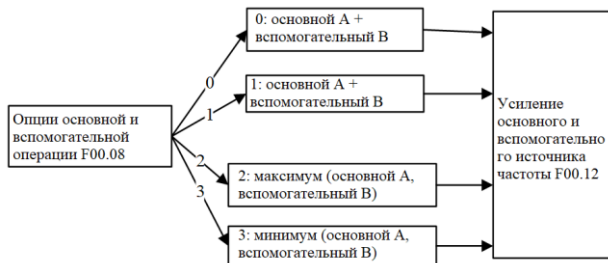 Опции основной и
вспомогательной
операции F00.08
0
1
2
3
0: основной A +
вспомогательный B
1: основной A +
вспомогательный B
2: максимум (основной A,
вспомогательный B)
3: минимум (основной A,
вспомогательный B)
Усиление
основного и
вспомогательно
го источника
частоты F00.12